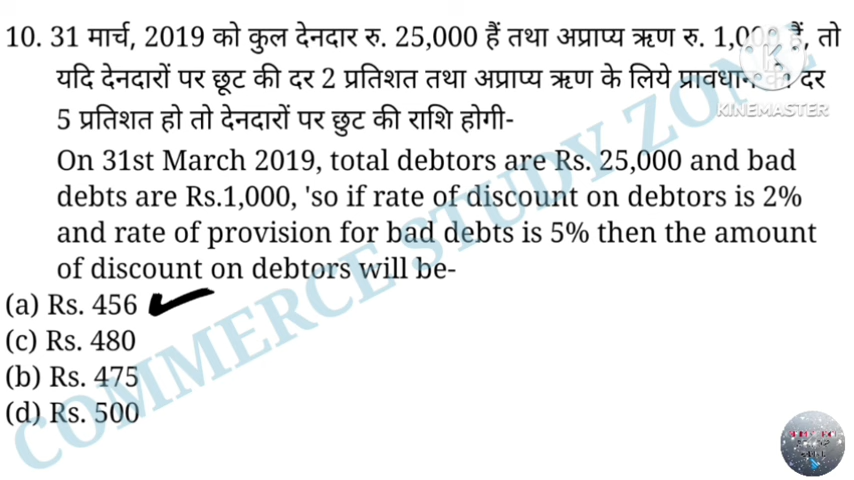 10. 31 मार्च, 2019 को कुल देनदार रु. 25,000 हैं तथा अप्राप्य ऋण रु. 1,000 हैं, तो
यदि देनदारों पर छूट की दर 2 प्रतिशत तथा अप्राप्य ऋण के लिये प्रावधान की दर
KINEMASTER
5 प्रतिशत हो तो देनदारों पर छुट की राशि होगी-
On 31st March 2019, total debtors are Rs. 25,000 and bad
debts are Rs.1,000, 'so if rate of discount on debtors is 2%
and rate of provision for bad debts is 5% then the amount
of discount on debtors will be-
(a) Rs. 456
(c) Rs. 480
(b) Rs. 475
(d) Rs. 500
COMMERCE STUDY ZONE